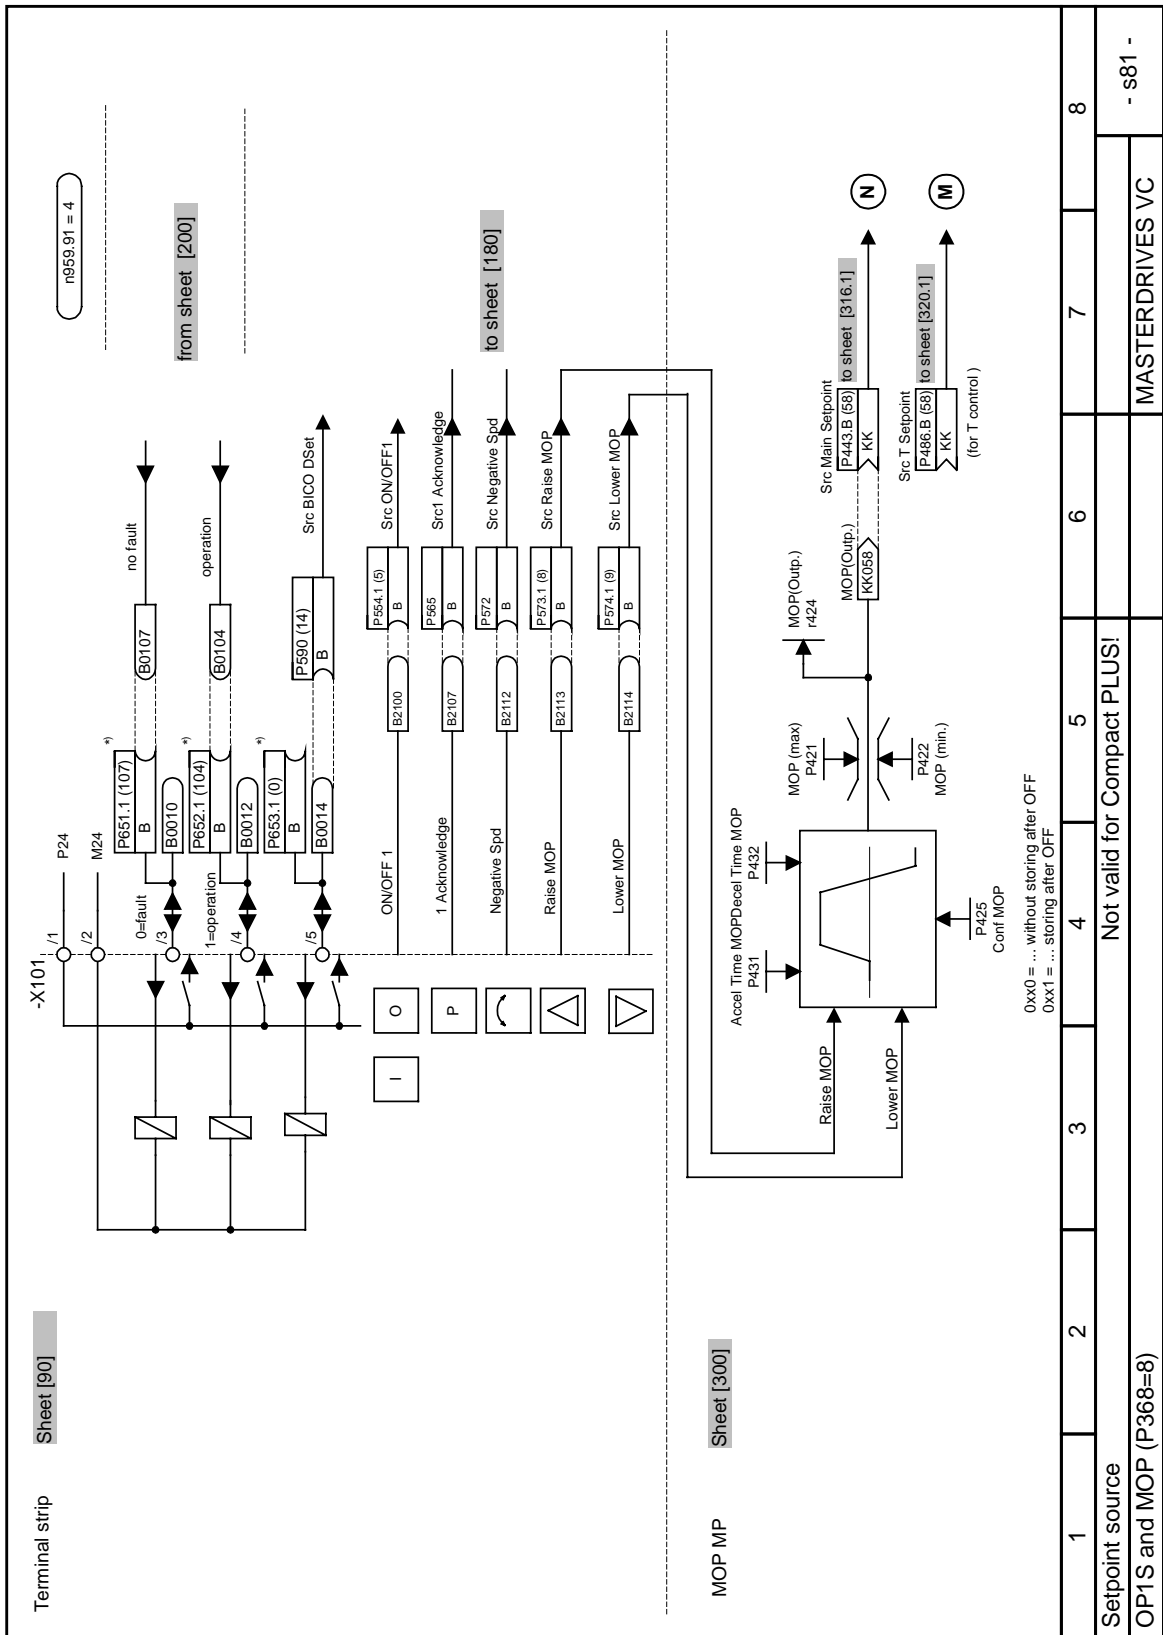 Terminal strip
Sheet [90]
n959.91 = 4
-X101
/1
P24
/2
M24
from sheet [200]
0=fault
/3
P651.1 (107)
*)
B
B0010
B0107
no fault
1=operation
/4
P652.1 (104)
*)
B
B0012
B0104
operation
/5
P653.1 (0)
*)
B
B0014
P590 (14)
B
Src BICO DSet
I
O
ON/OFF 1
B2100
P554.1 (5)
B
Src ON/OFF1
P
1 Acknowledge
B2107
P565
B
Src1 Acknowledge
to sheet [180]
Negative Spd
B2112
P572
B
Src Negative Spd
Raise MOP
B2113
P573.1 (8)
B
Src Raise MOP
Lower MOP
B2114
P574.1 (9)
B
Src Lower MOP
MOP MP
Sheet [300]
Accel Time MOP
P431
Decel Time MOP
P432
MOP (max)
P421
MOP(Outp.)
r424
Raise MOP
Lower MOP
MOP(Outp.)
KK058
Src Main Setpoint
P443.B (58)
KK
to sheet [316.1]
N
P422
MOP (min.)
Src T Setpoint
P486.B (58)
KK
to sheet [320.1]
M
(for T control )
P425
Conf MOP
0xx0 = ... without storing after OFF
0xx1 = ... storing after OFF
1
2
3
4
5
6
7
8
Setpoint source
Not valid for Compact PLUS!
- s81 -
OP1S and MOP (P368=8)
MASTERDRIVES VC